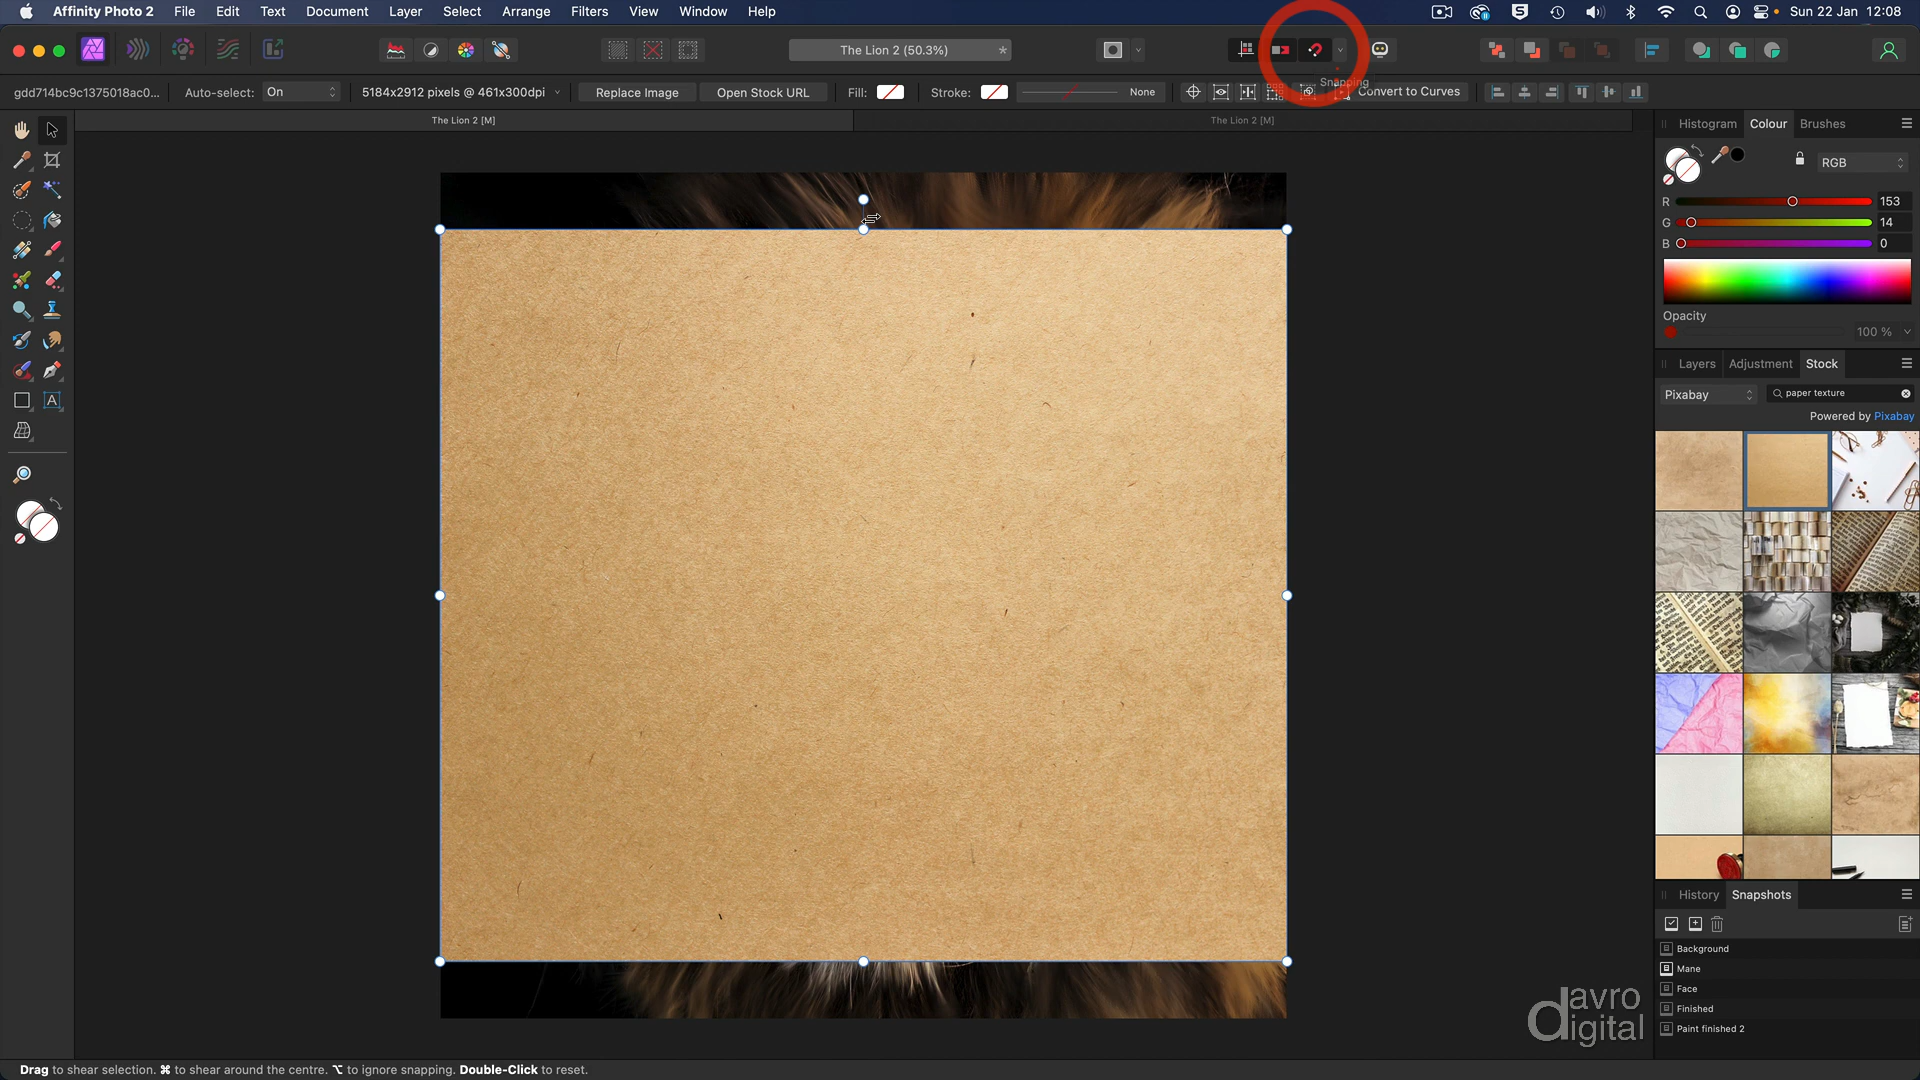 Affinity Photo 2 File Edit Text Document Layer Select Arrange Filters View Window Help Sun 22 Jan 12:08
The Lion 2 (50.3%) *
gdd714bc9c1375018ac0... Auto-select: On 5184x2912 pixels @ 461x300dpi Replace Image Open Stock URL Fill: Stroke: None Snapping Convert to Curves
The Lion 2 [M] The Lion 2 [M]
Histogram Colour Brushes
RGB
R 153
G 14
B 0
Opacity
100 %
Layers Adjustment Stock
Pixabay paper texture
Powered by Pixabay
History Snapshots
Background
Mane
Face
Finished
Paint finished 2
davro
digital
Drag to shear selection. ⌘ to shear around the centre. ⌥ to ignore snapping. Double-Click to reset.